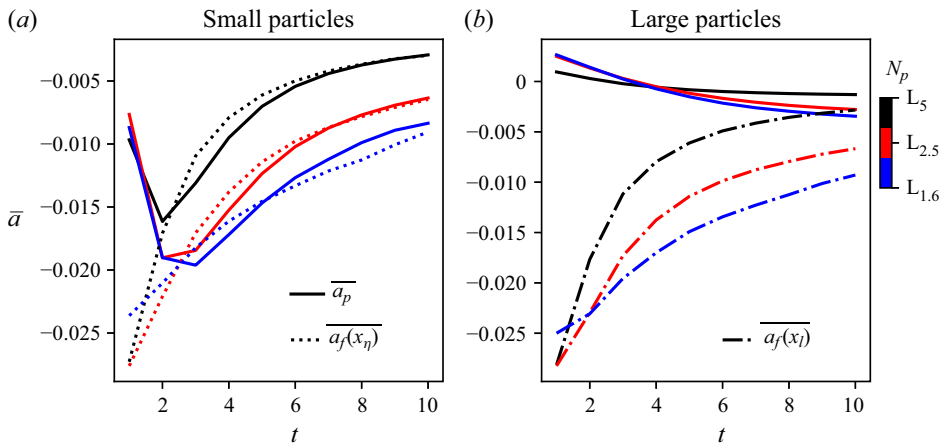 (a) Small particles
−0.005
−0.010
−0.015
−0.020
−0.025
a̅
2 4 6 8 10
t
a_p
a_f(x_η)
(b) Large particles
0
−0.005
−0.010
−0.015
−0.020
−0.025
2 4 6 8 10
t
a_f(x_l)
N_p
L_5
L_2.5
L_1.6